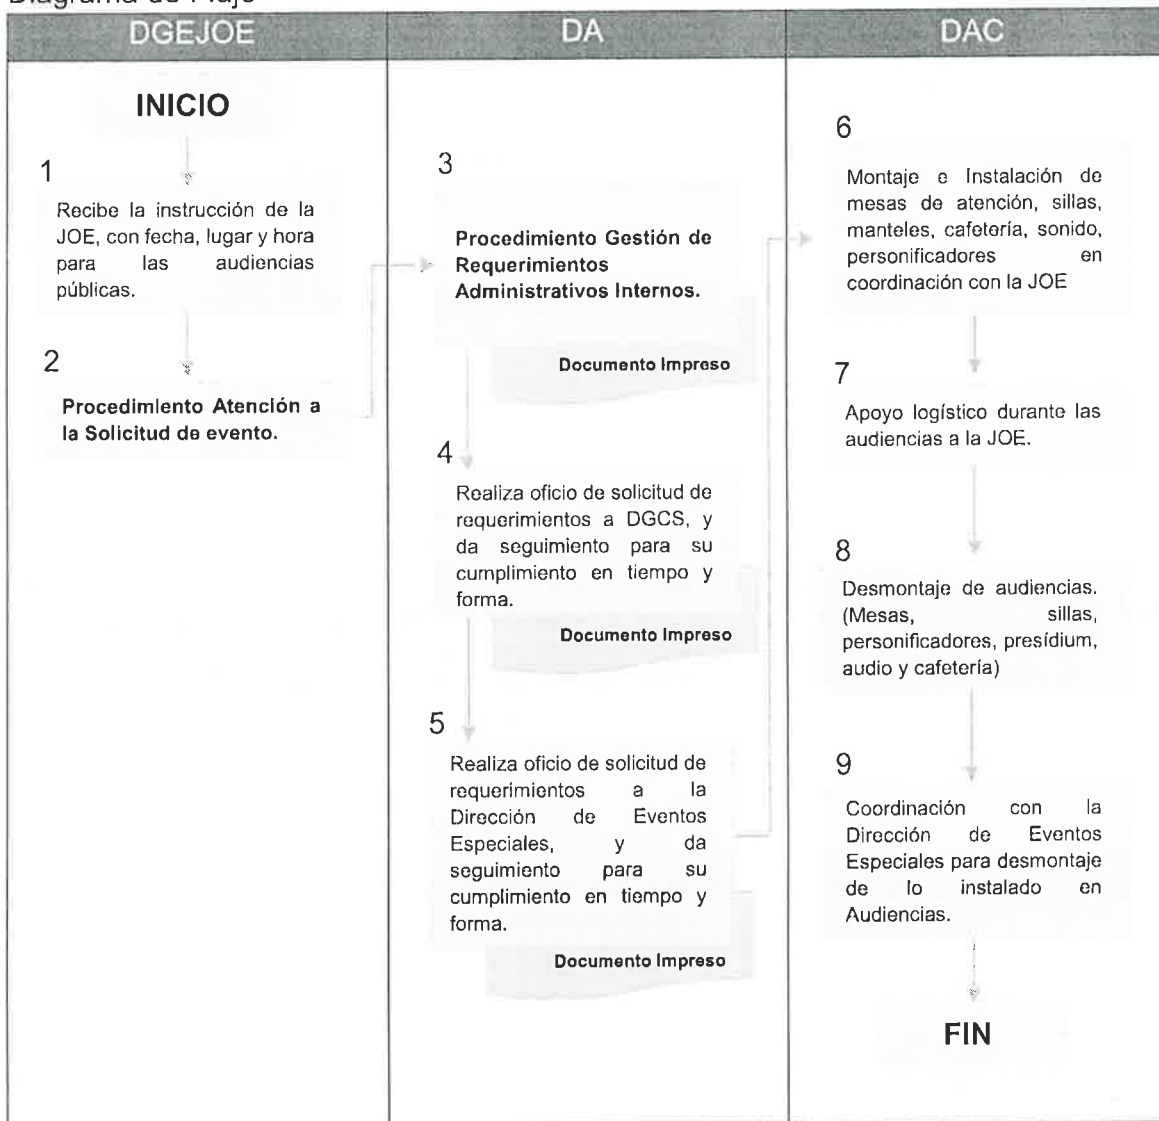 Diagrama de Flujo
DGEJOE
DA
DAC
INICIO
1
Recibe la instrucción de la
JOE, con fecha, lugar y hora
para las audiencias
públicas.
2
Procedimiento Atención a
la Solicitud de evento.
3
Procedimiento Gestión de
Requerimientos
Administrativos Internos.
Documento Impreso
4
Realiza oficio de solicitud de
requerimientos a DGCS, y
da seguimiento para su
cumplimiento en tiempo y
forma.
Documento Impreso
5
Realiza oficio de solicitud de
requerimientos a la
Dirección de Eventos
Especiales, y da
seguimiento para su
cumplimiento en tiempo y
forma.
Documento Impreso
6
Montaje e Instalación de
mesas de atención, sillas,
manteles, cafetería, sonido,
personificadores en
coordinación con la JOE
7
Apoyo logístico durante las
audiencias a la JOE.
8
Desmontaje de audiencias.
(Mesas, sillas,
personificadores, presídium,
audio y cafetería)
9
Coordinación con la
Dirección de Eventos
Especiales para desmontaje
de lo instalado en
Audiencias.
FIN